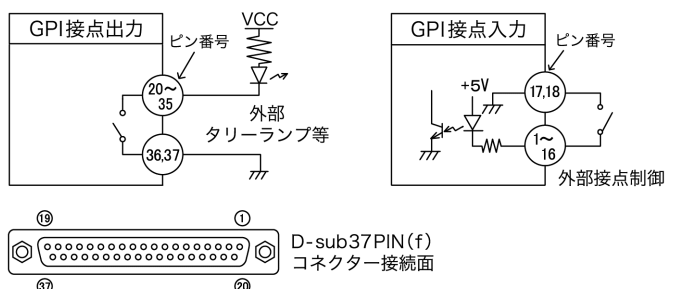 GPI接点出力
ピン番号
VCC
20〜
35
外部
タリーランプ等
36,37
GPI接点入力
ピン番号
+5V
17,18
1〜
16
外部接点制御
⑲
①
D-sub37PIN(f)
コネクター接続面
㊲
⑳